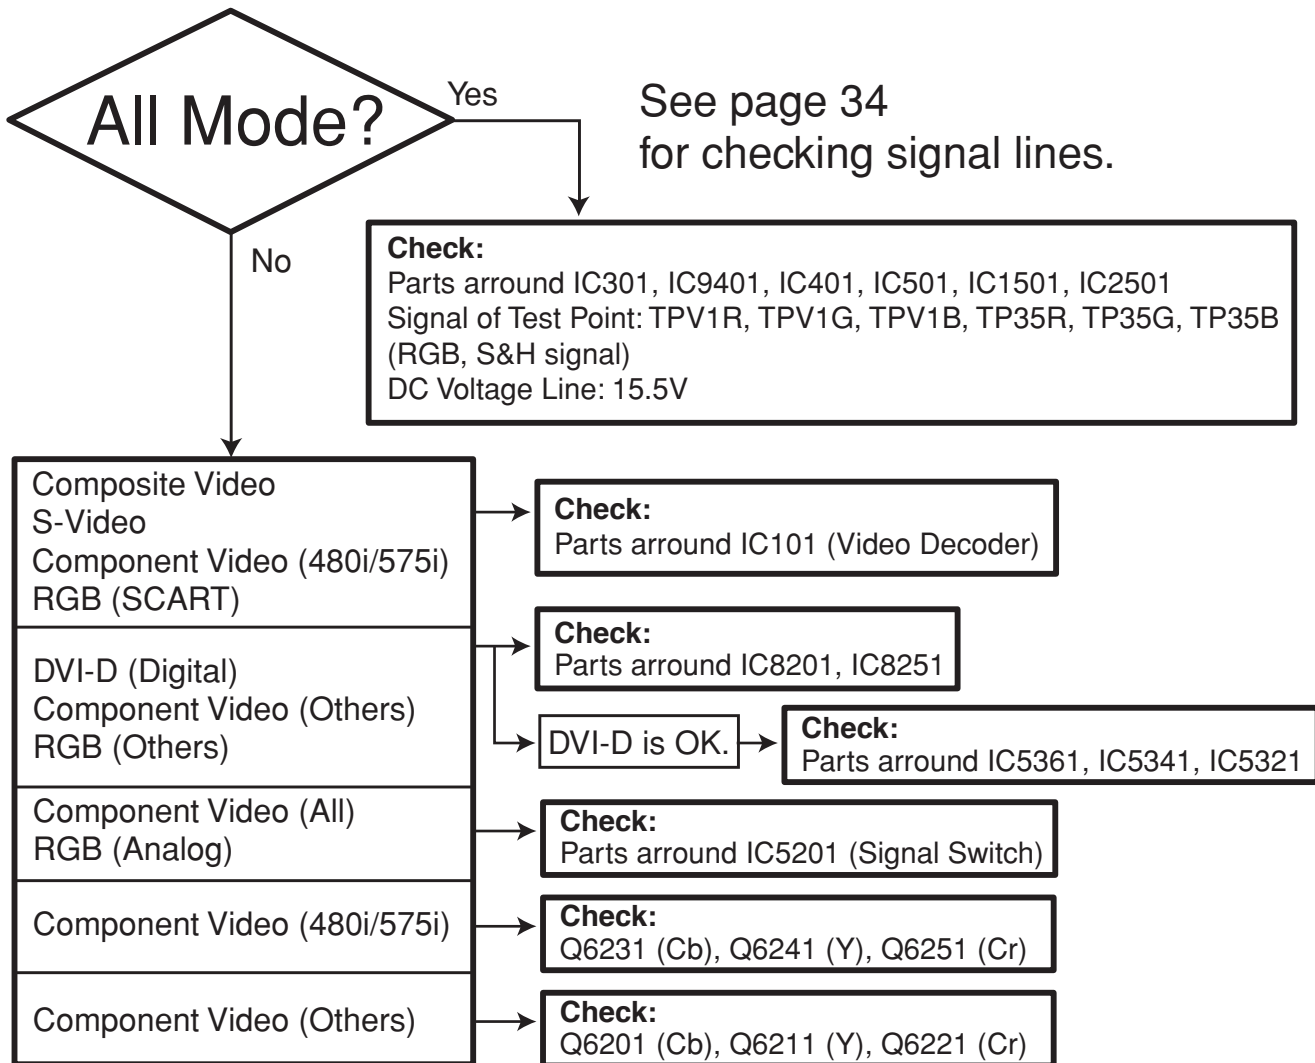 All Mode?
Yes
See page 34
for checking signal lines.
No
Check:
Parts arround IC301, IC9401, IC401, IC501, IC1501, IC2501
Signal of Test Point: TPV1R, TPV1G, TPV1B, TP35R, TP35G, TP35B
(RGB, S&H signal)
DC Voltage Line: 15.5V
Composite Video
S-Video
Component Video (480i/575i)
RGB (SCART)
Check:
Parts arround IC101 (Video Decoder)
DVI-D (Digital)
Component Video (Others)
RGB (Others)
Check:
Parts arround IC8201, IC8251
DVI-D is OK.
Check:
Parts arround IC5361, IC5341, IC5321
Component Video (All)
RGB (Analog)
Check:
Parts arround IC5201 (Signal Switch)
Component Video (480i/575i)
Check:
Q6231 (Cb), Q6241 (Y), Q6251 (Cr)
Component Video (Others)
Check:
Q6201 (Cb), Q6211 (Y), Q6221 (Cr)